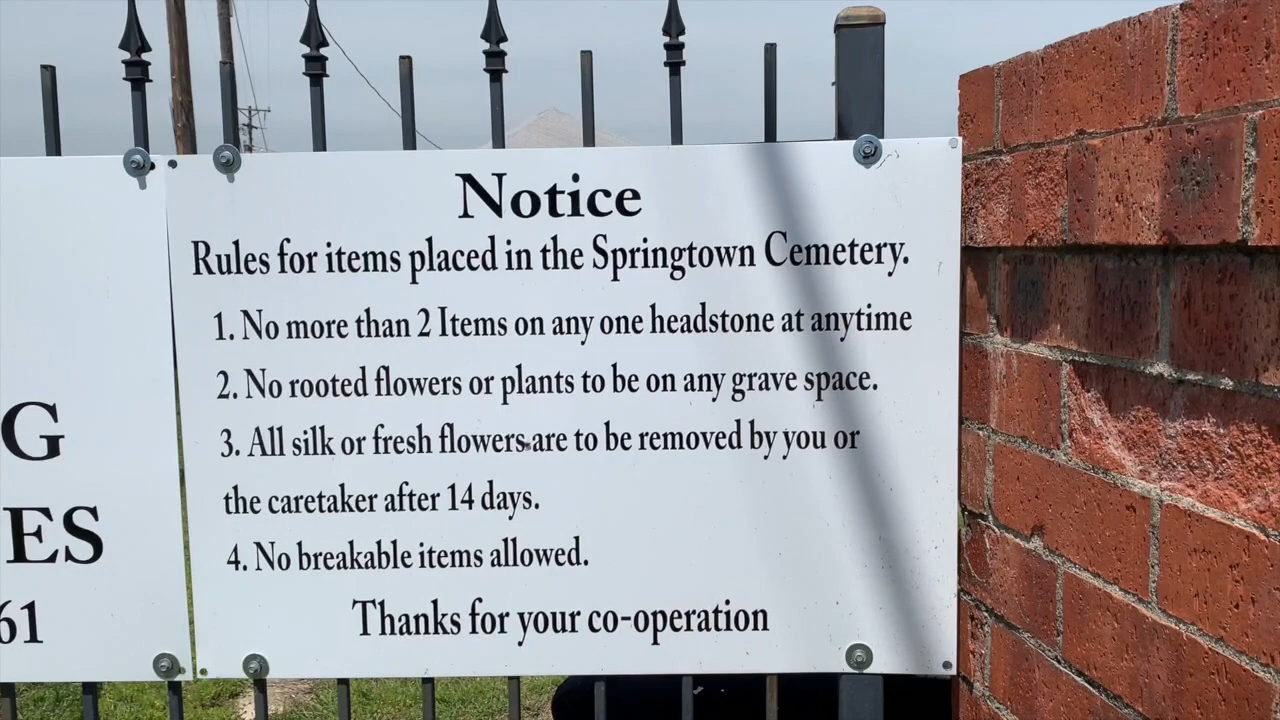 Notice
Rules for items placed in the Springtown Cemetery.
1. No more than 2 Items on any one headstone at anytime
2. No rooted flowers or plants to be on any grave space.
3. All silk or fresh flowers are to be removed by you or
the caretaker after 14 days.
4. No breakable items allowed.
Thanks for your co-operation
G
ES
61